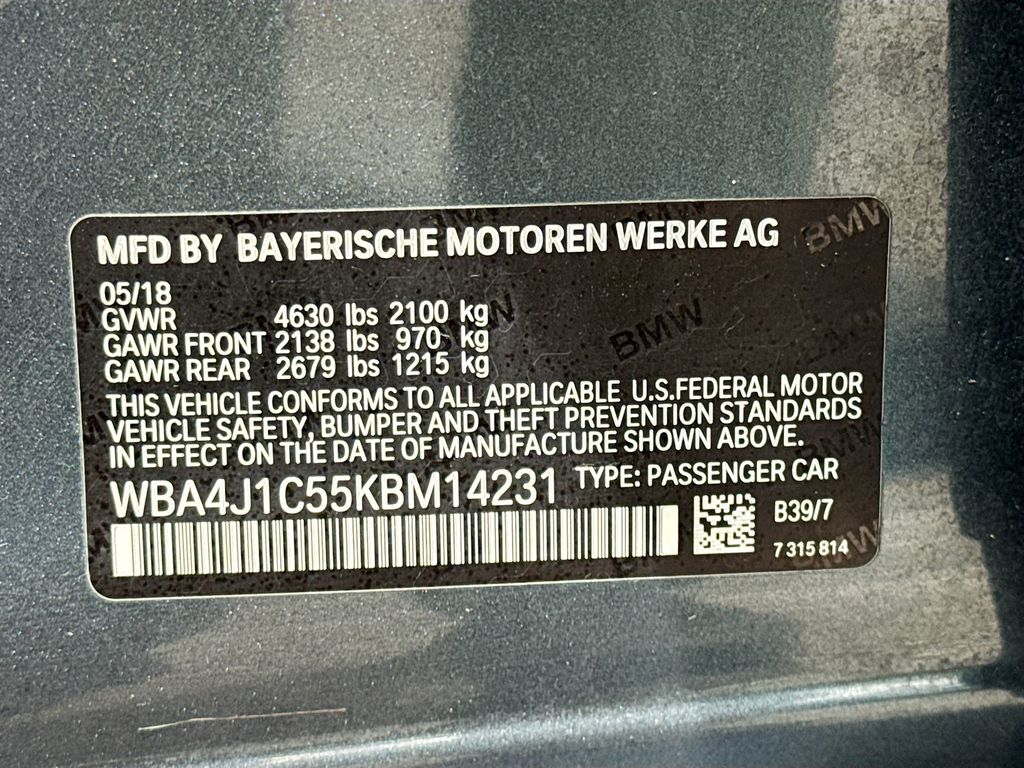 MFD BY BAYERISCHE MOTOREN WERKE AG
05/18
GVWR 4630 lbs 2100 kg
GAWR FRONT 2138 lbs 970 kg
GAWR REAR 2679 lbs 1215 kg
THIS VEHICLE CONFORMS TO ALL APPLICABLE U.S.FEDERAL MOTOR
VEHICLE SAFETY, BUMPER AND THEFT PREVENTION STANDARDS
IN EFFECT ON THE DATE OF MANUFACTURE SHOWN ABOVE.
WBA4J1C55KBM14231 TYPE: PASSENGER CAR
B39/7
7 315 814
BMW
BMW